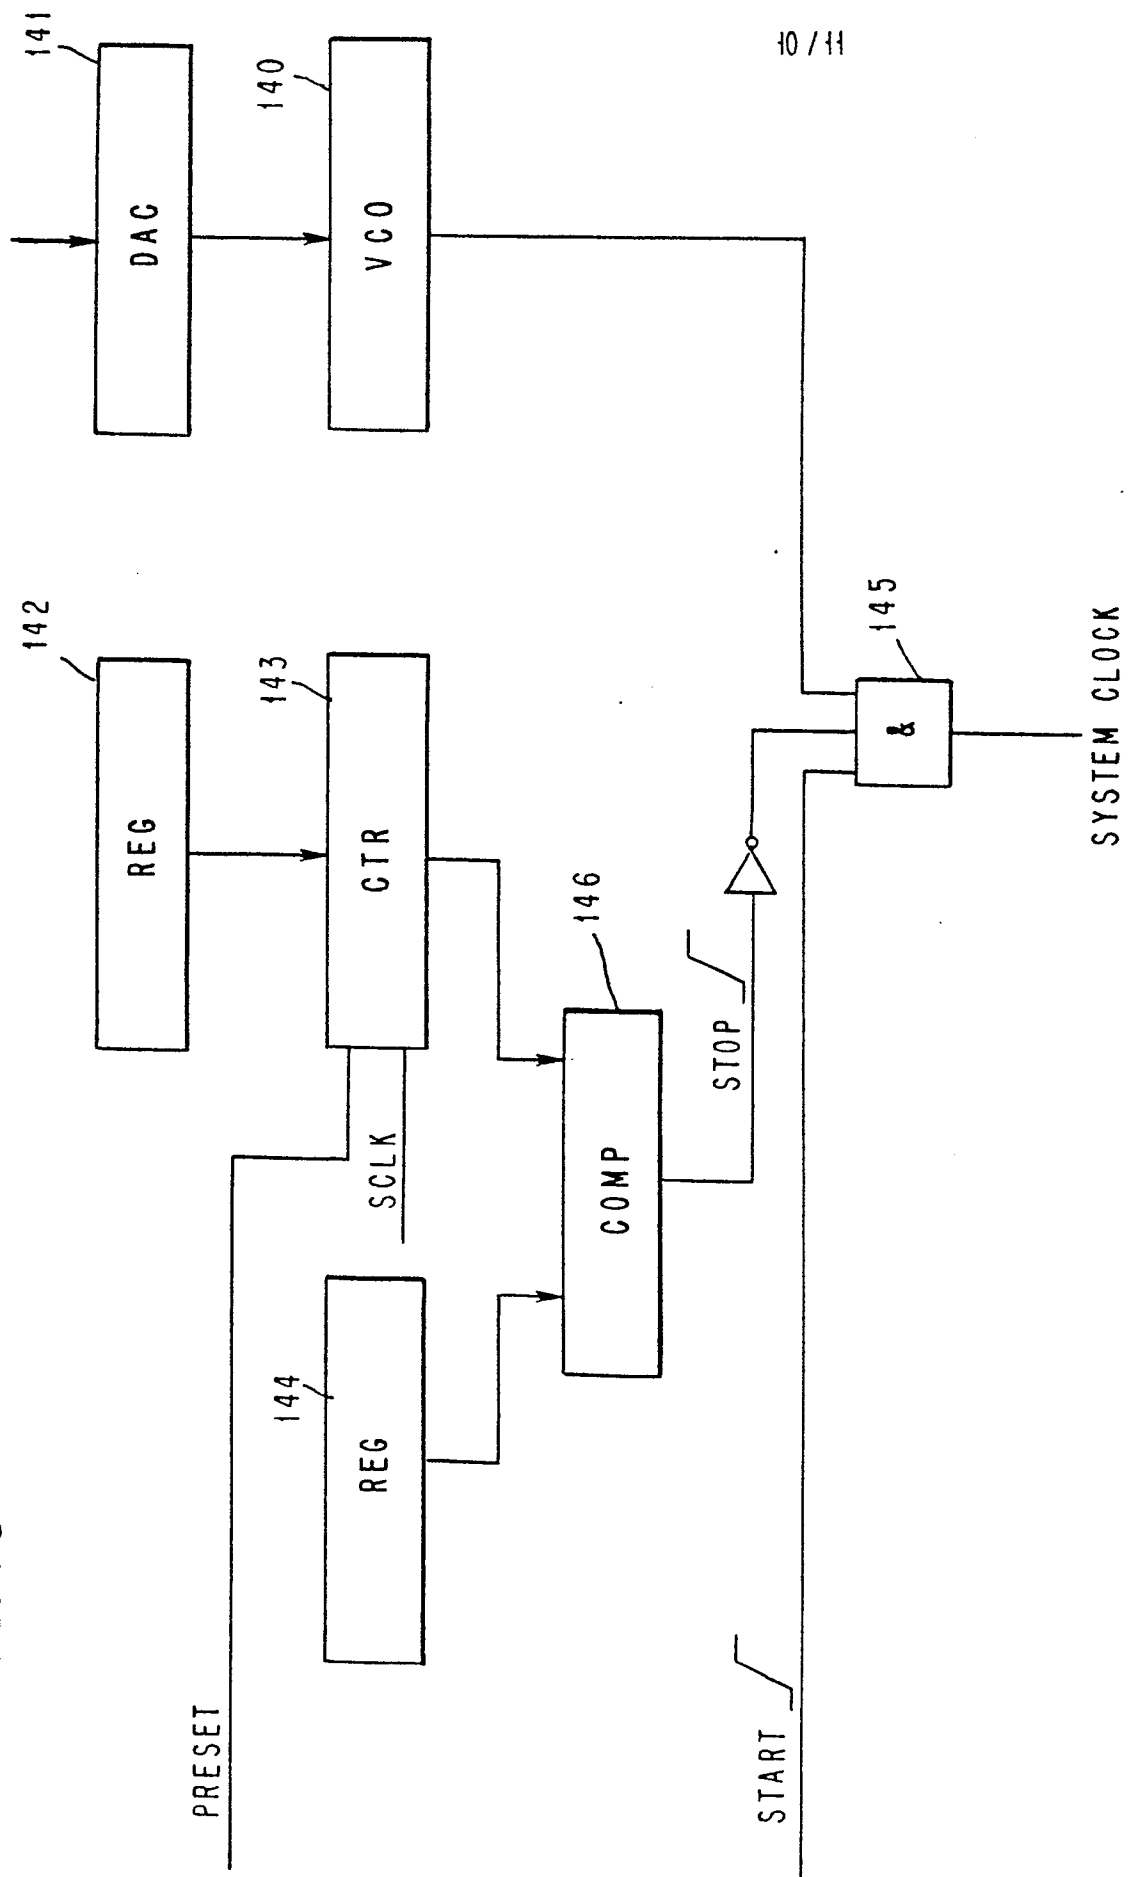 10/11
141
DAC
140
VCO
142
REG
143
CTR
PRESET
SCLK
144
REG
146
COMP
STOP
START
145
&
SYSTEM CLOCK